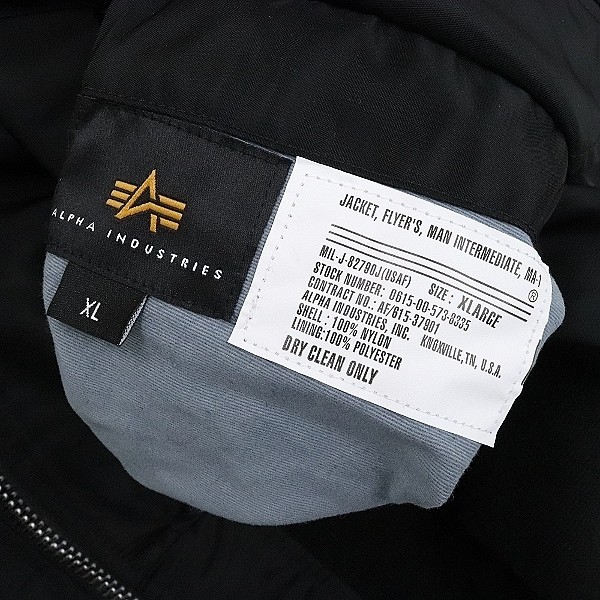 ALPHA INDUSTRIES
XL
JACKET, FLYER'S, MAN INTERMEDIATE, MA-1
®
MIL-J-82790J(USAF) SIZE : XLARGE
STOCK NUMBER : 0615-00-573-8335
CONTRACT NO : AF/815-37901
ALPHA INDUSTRIES, INC. KNOXVILLE, TN, U.S.A.
SHELL : 100% NYLON
LINING: 100% POLYESTER
DRY CLEAN ONLY